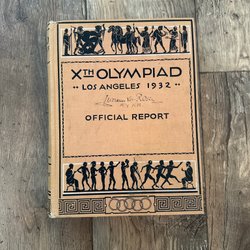 XTH OLYMPIAD
LOS ANGELES 1932
OFFICIAL REPORT